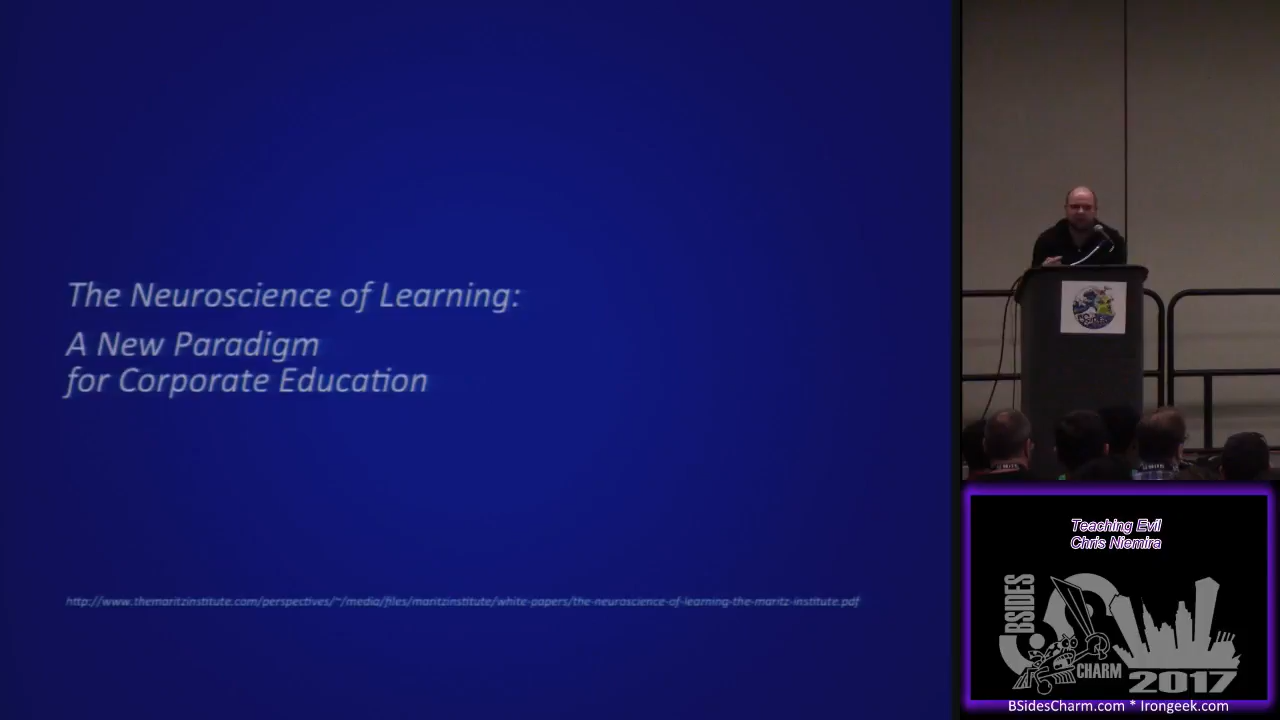 The Neuroscience of Learning:
A New Paradigm
for Corporate Education
http://www.themaritzinstitute.com/perspectives/~/media/files/maritzinstitute/white-papers/the-neuroscience-of-learning-the-maritz-institute.pdf
Teaching Evil
Chris Niemira
BSIDES
CHARM
2017
BSidesCharm.com * Irongeek.com